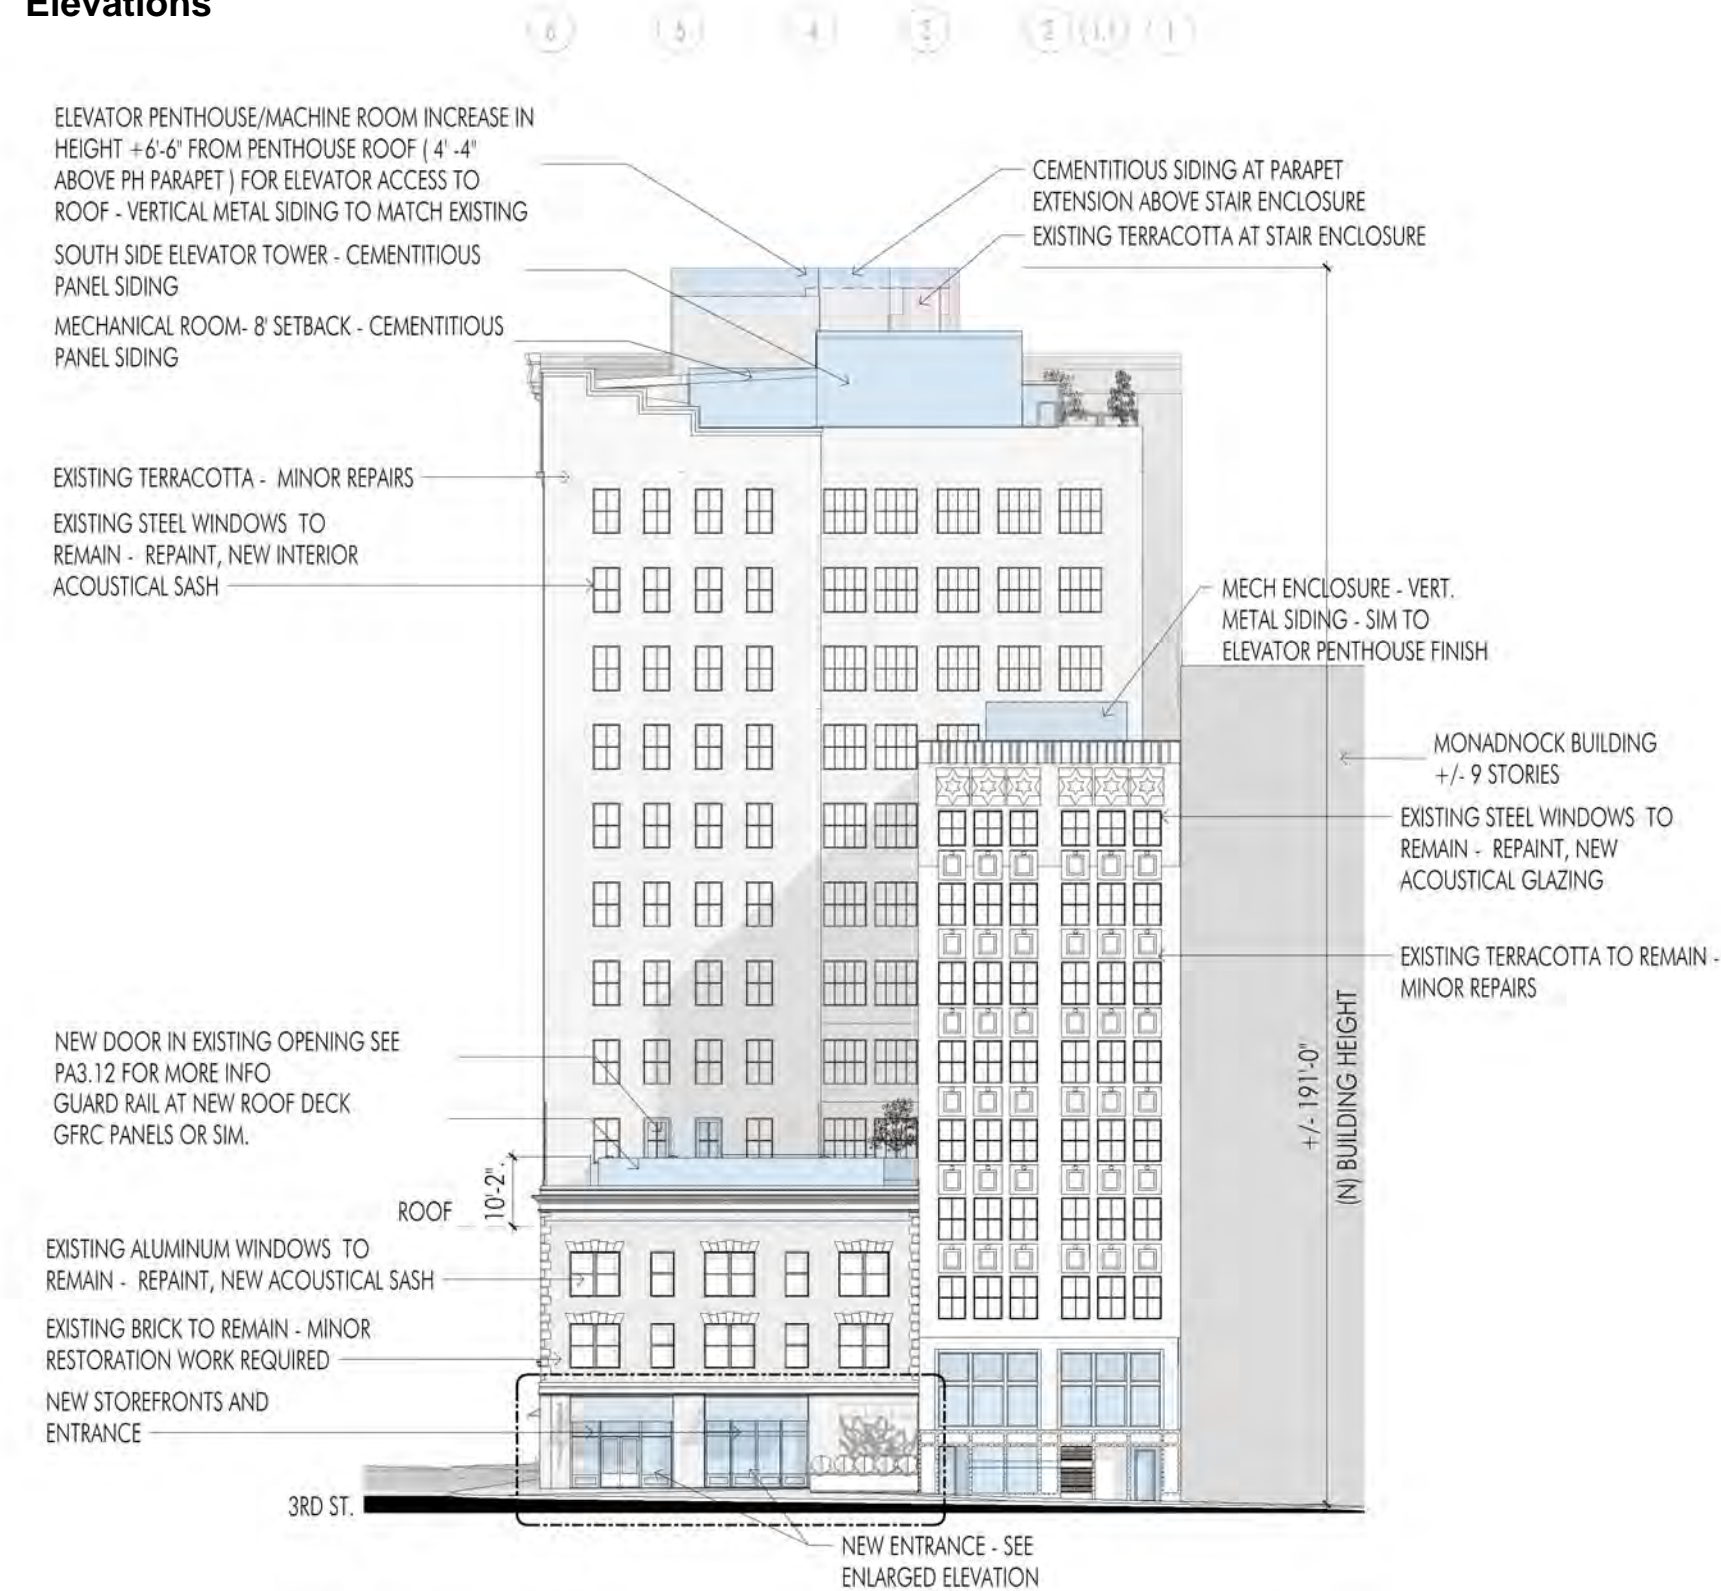 Elevations
6 5 4 3 2 1.1 1
ELEVATOR PENTHOUSE/MACHINE ROOM INCREASE IN
HEIGHT +6'-6" FROM PENTHOUSE ROOF ( 4' -4"
ABOVE PH PARAPET ) FOR ELEVATOR ACCESS TO
ROOF - VERTICAL METAL SIDING TO MATCH EXISTING
SOUTH SIDE ELEVATOR TOWER - CEMENTITIOUS
PANEL SIDING
MECHANICAL ROOM- 8' SETBACK - CEMENTITIOUS
PANEL SIDING
CEMENTITIOUS SIDING AT PARAPET
EXTENSION ABOVE STAIR ENCLOSURE
EXISTING TERRACOTTA AT STAIR ENCLOSURE
EXISTING TERRACOTTA - MINOR REPAIRS
EXISTING STEEL WINDOWS TO
REMAIN - REPAINT, NEW INTERIOR
ACOUSTICAL SASH
MECH ENCLOSURE - VERT.
METAL SIDING - SIM TO
ELEVATOR PENTHOUSE FINISH
MONADNOCK BUILDING
+/- 9 STORIES
EXISTING STEEL WINDOWS TO
REMAIN - REPAINT, NEW
ACOUSTICAL GLAZING
EXISTING TERRACOTTA TO REMAIN -
MINOR REPAIRS
NEW DOOR IN EXISTING OPENING SEE
PA3.12 FOR MORE INFO
GUARD RAIL AT NEW ROOF DECK
GFRC PANELS OR SIM.
+/- 191'-0"
(N) BUILDING HEIGHT
10'-2"
ROOF
EXISTING ALUMINUM WINDOWS TO
REMAIN - REPAINT, NEW ACOUSTICAL SASH
EXISTING BRICK TO REMAIN - MINOR
RESTORATION WORK REQUIRED
NEW STOREFRONTS AND
ENTRANCE
3RD ST.
NEW ENTRANCE - SEE
ENLARGED ELEVATION